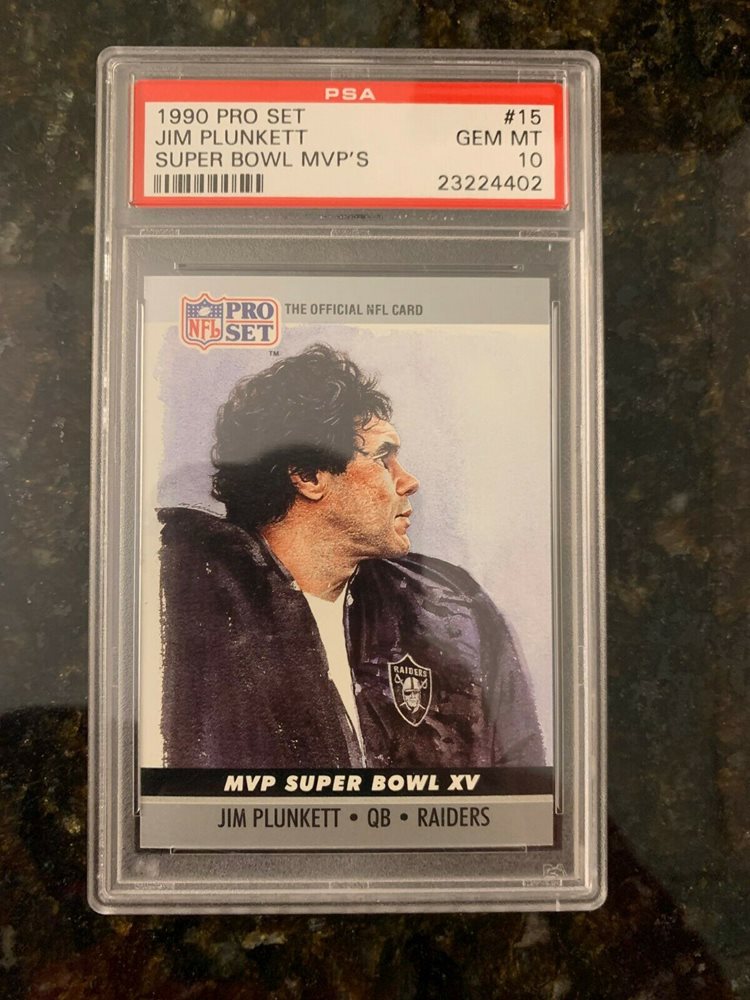 PSA
1990 PRO SET #15
JIM PLUNKETT GEM MT
SUPER BOWL MVP'S 10
23224402
NFL PRO SET TM THE OFFICIAL NFL CARD
RAIDERS
MVP SUPER BOWL XV
JIM PLUNKETT • QB • RAIDERS